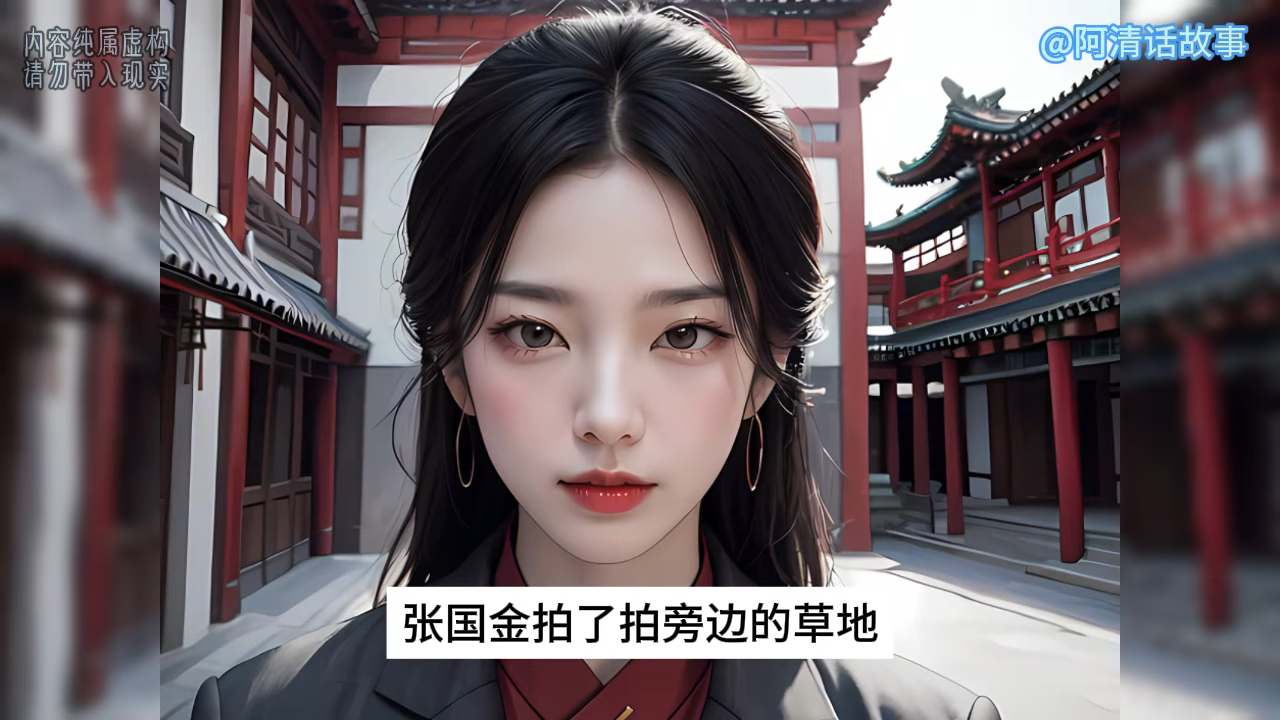 内容纯属虚构
请勿带入现实
@阿清话故事
张国金拍了拍旁边的草地